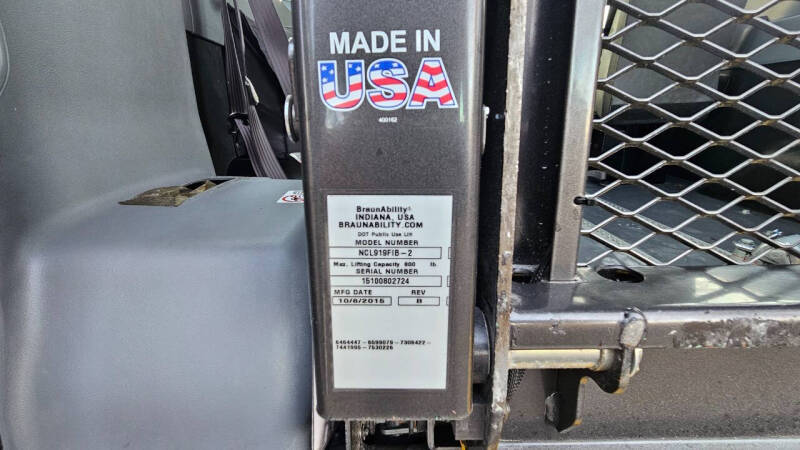 MADE IN
USA
400162
BraunAbility®
INDIANA, USA
BRAUNABILITY.COM
DOT Public Use Lift
MODEL NUMBER
NCL919FIB-2
Max. Lifting Capacity 800 lb
SERIAL NUMBER
15100802724
MFG DATE REV
10/8/2015 B